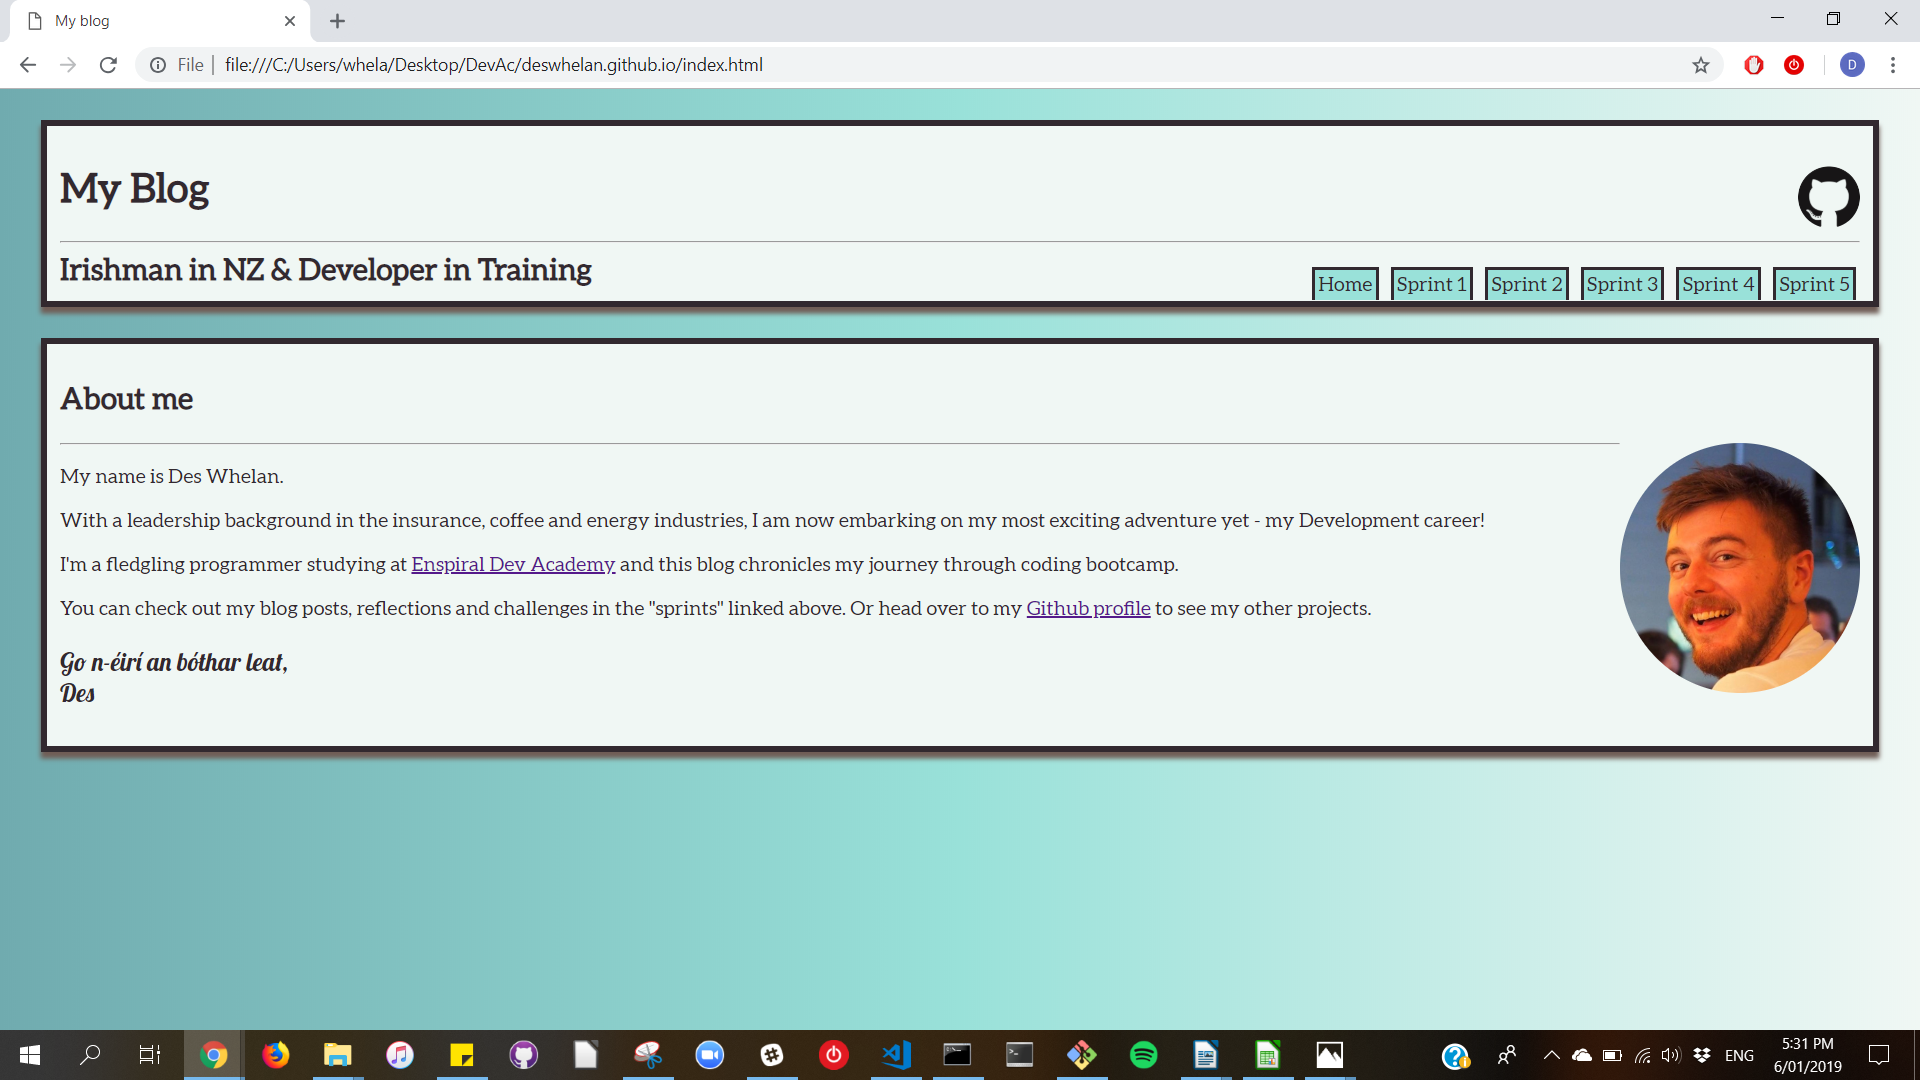 My blog
File
file:///C:/Users/whela/Desktop/DevAc/deswhelan.github.io/index.html
D
My Blog
Irishman in NZ & Developer in Training
Home Sprint 1 Sprint 2 Sprint 3 Sprint 4 Sprint 5
About me
My name is Des Whelan.
With a leadership background in the insurance, coffee and energy industries, I am now embarking on my most exciting adventure yet - my Development career!
I'm a fledgling programmer studying at Enspiral Dev Academy and this blog chronicles my journey through coding bootcamp.
You can check out my blog posts, reflections and challenges in the "sprints" linked above. Or head over to my Github profile to see my other projects.
Go n-éirí an bóthar leat,
Des
ENG
5:31 PM
6/01/2019